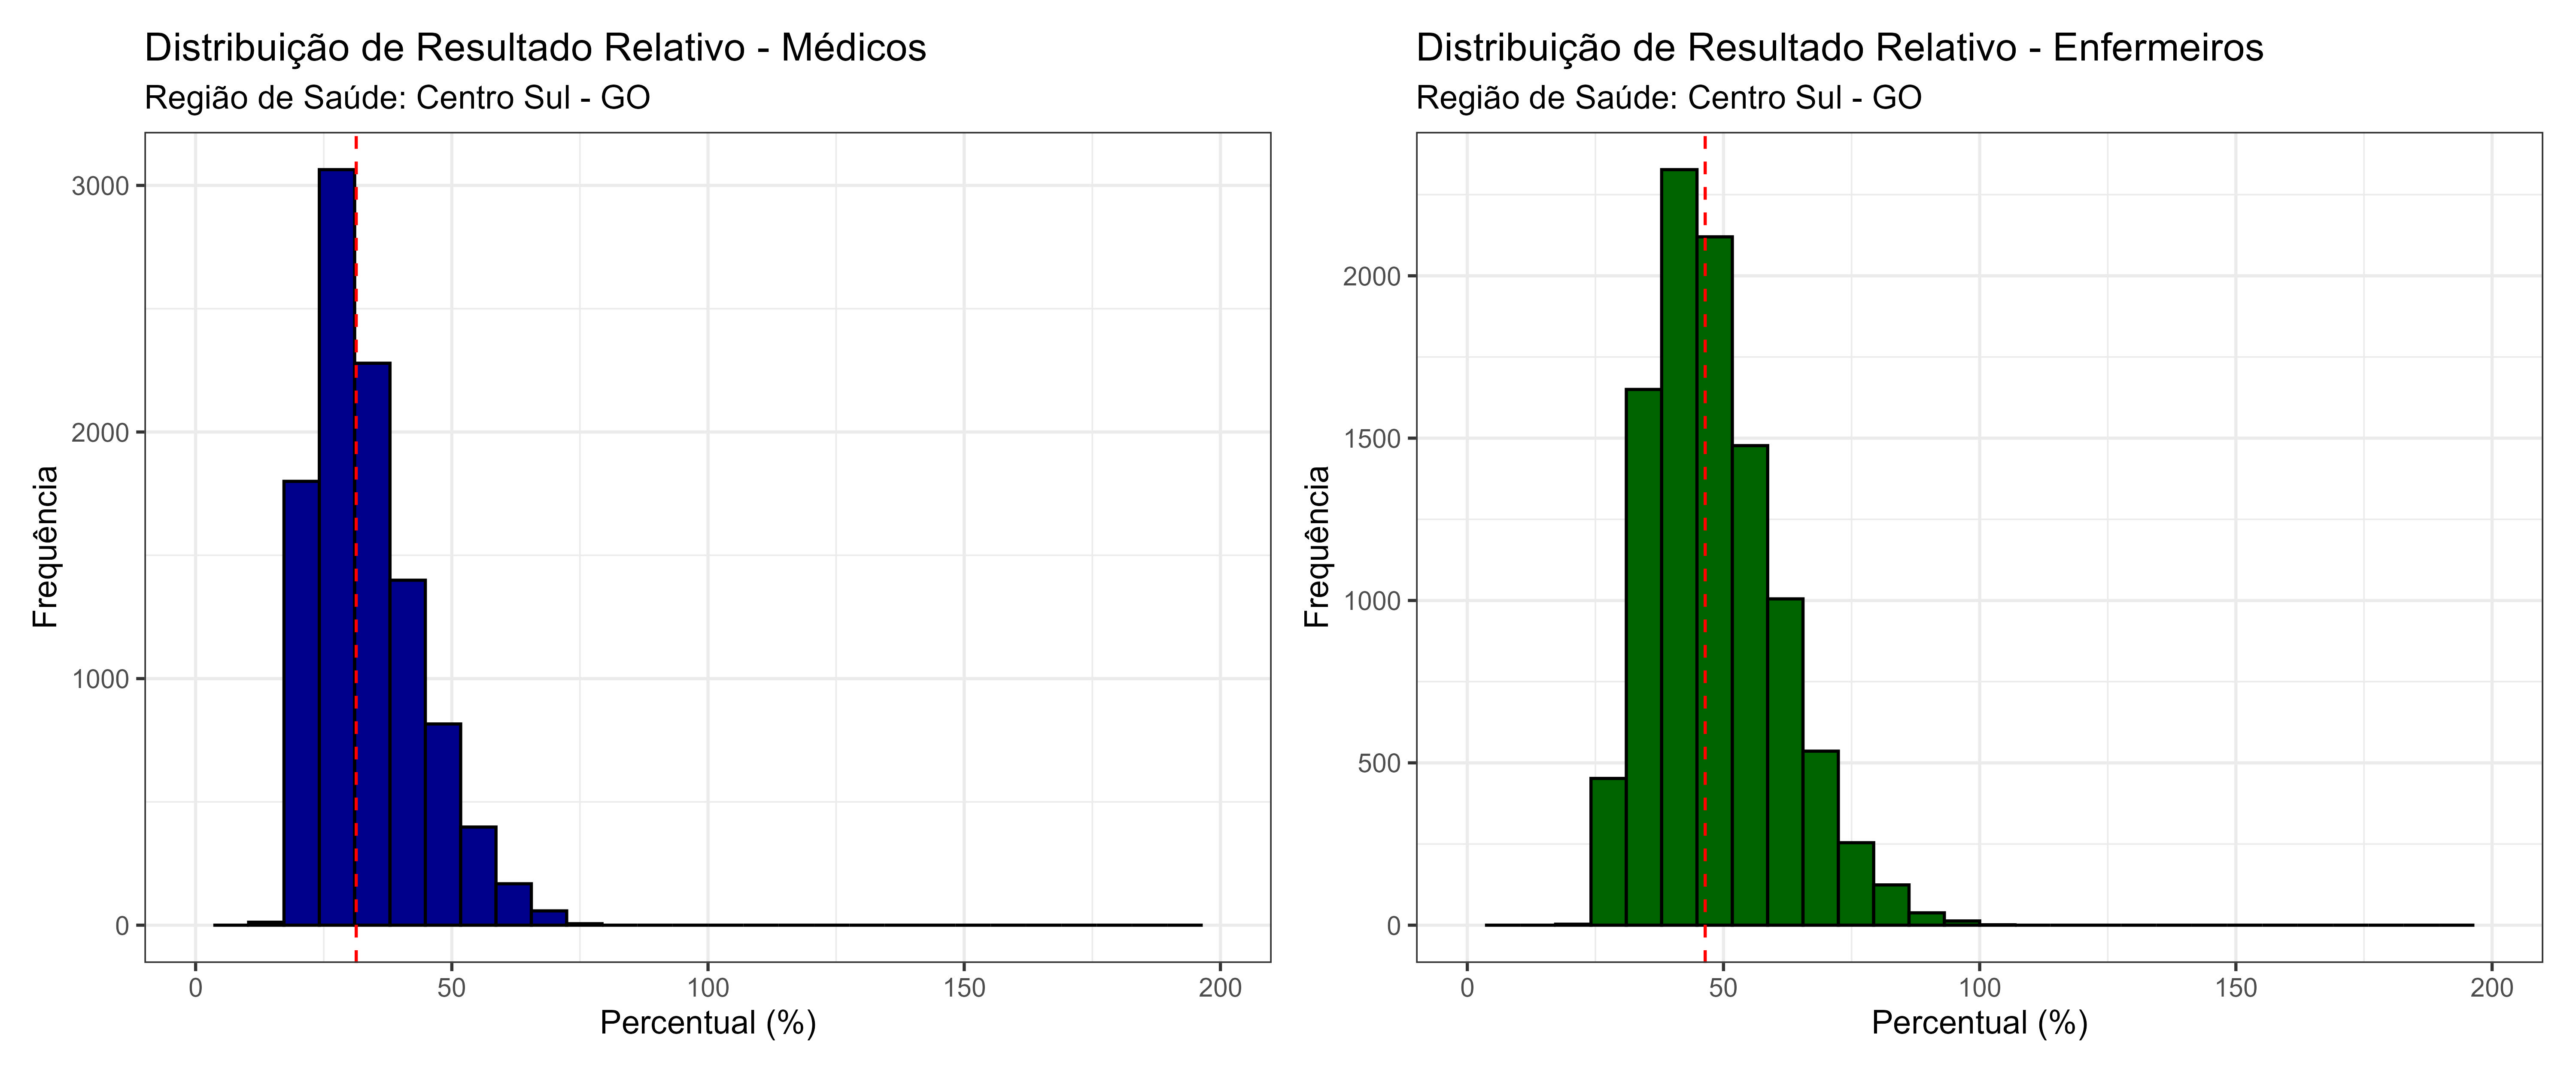 Distribuição de Resultado Relativo - Médicos
Região de Saúde: Centro Sul - GO
3000
2000
1000
0
Frequência
0 50 100 150 200
Percentual (%)
Distribuição de Resultado Relativo - Enfermeiros
Região de Saúde: Centro Sul - GO
2000
1500
1000
500
0
Frequência
0 50 100 150 200
Percentual (%)